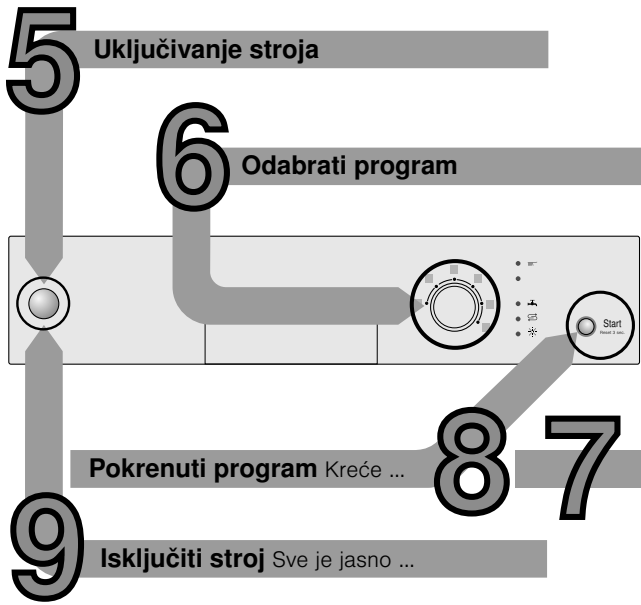 5
Uključivanje stroja
6
Odabrati program
Start
Reset 3 sec.
Pokrenuti program Kreće ...
8
7
9
Isključiti stroj Sve je jasno ...